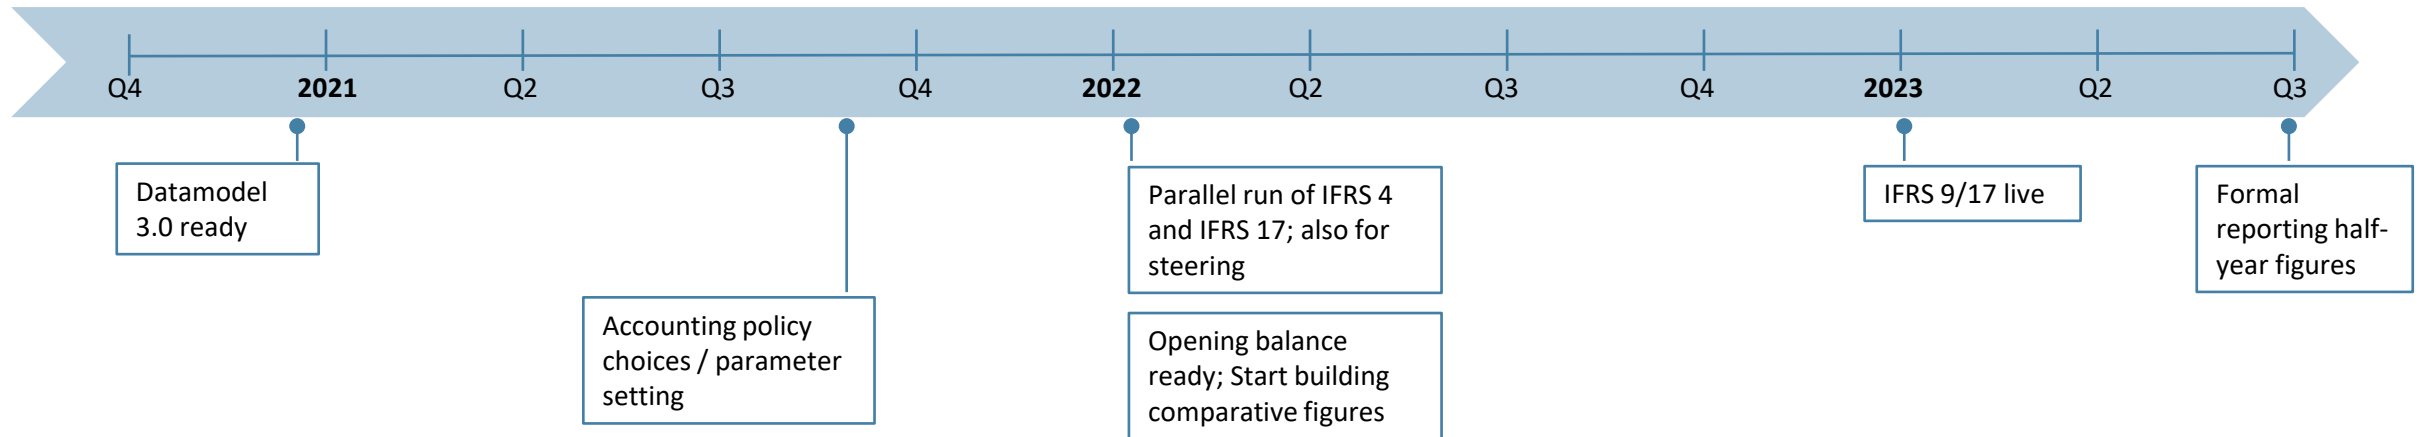 Q4 2021 Q2 Q3 Q4 2022 Q2 Q3 Q4 2023 Q2 Q3
Datamodel
3.0 ready
Accounting policy
choices / parameter
setting
Parallel run of IFRS 4
and IFRS 17; also for
steering
Opening balance
ready; Start building
comparative figures
IFRS 9/17 live
Formal
reporting half-
year figures